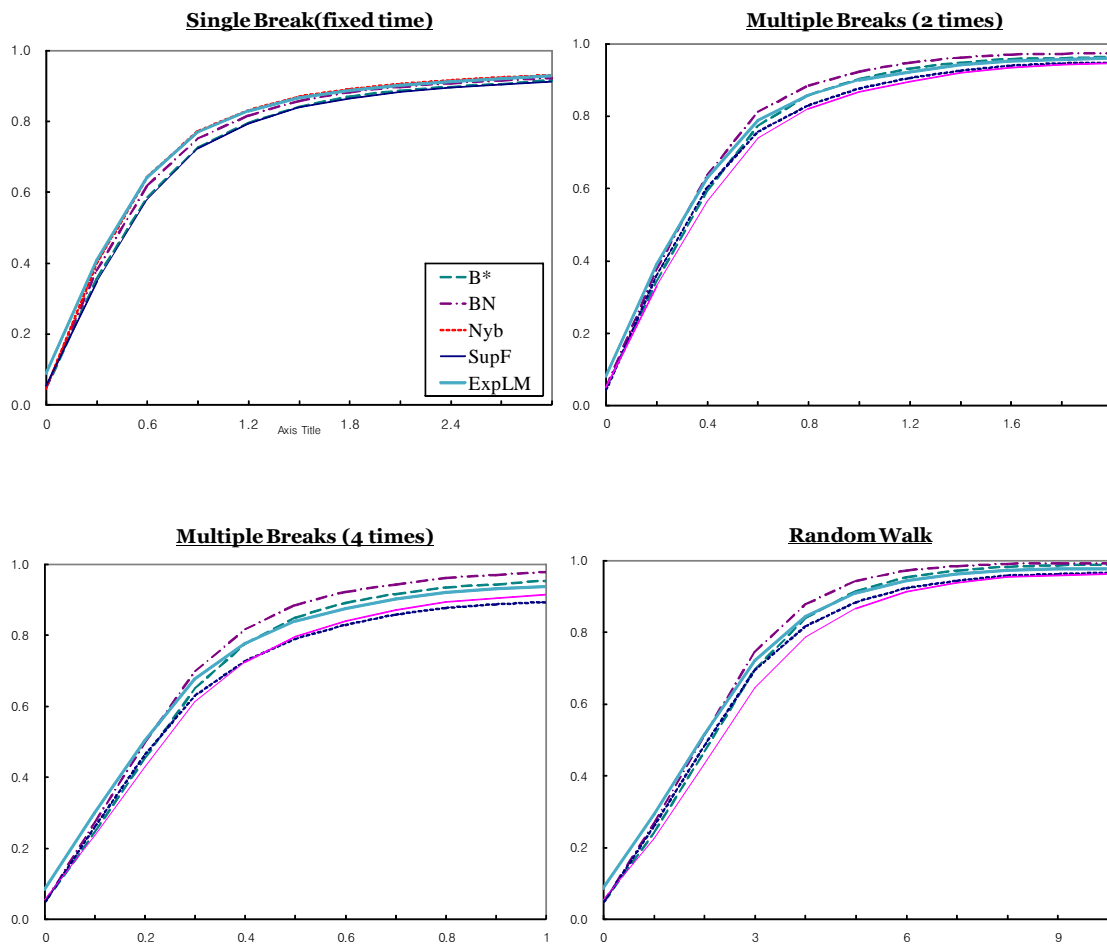 Single Break(fixed time)
1.0
0.8
0.6
0.4
0.2
0.0
B*
BN
Nyb
SupF
ExpLM
0 0.6 1.2 1.8 2.4
Axis Title
Multiple Breaks (2 times)
1.0
0.8
0.6
0.4
0.2
0.0
0 0.4 0.8 1.2 1.6
Multiple Breaks (4 times)
1.0
0.8
0.6
0.4
0.2
0.0
0 0.2 0.4 0.6 0.8 1
Random Walk
1.0
0.8
0.6
0.4
0.2
0.0
0 3 6 9